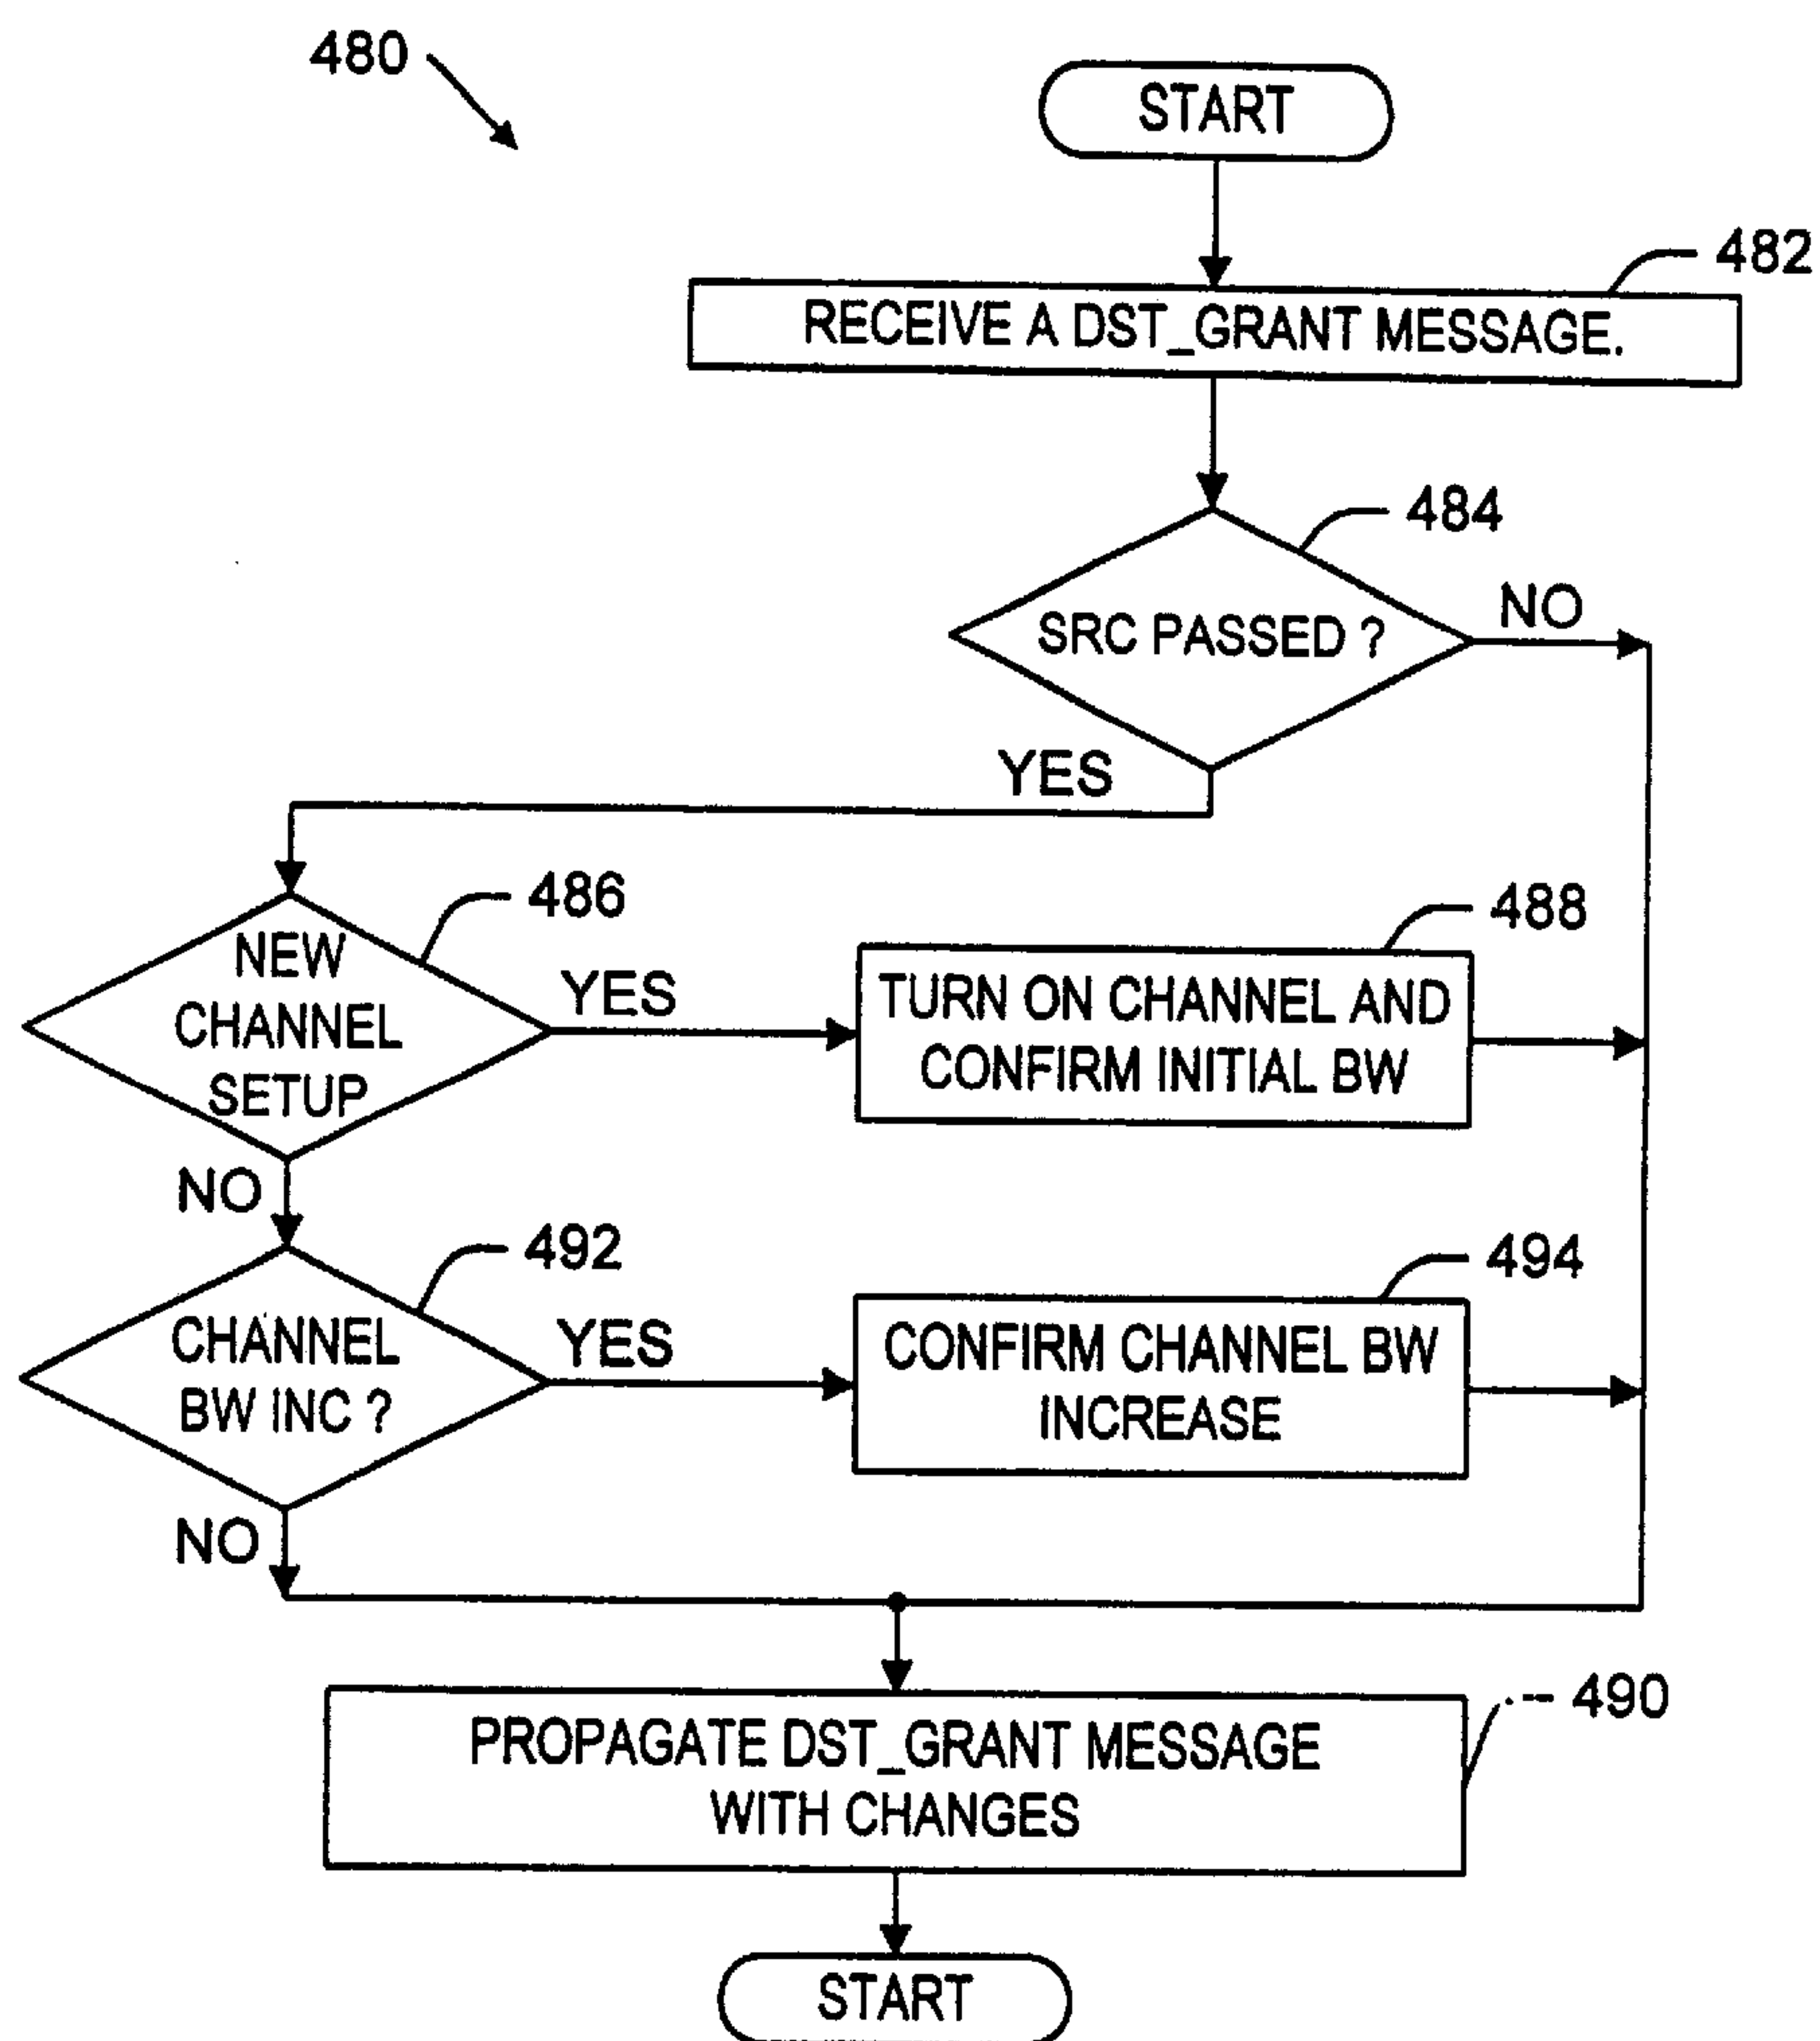 480
START
482
RECEIVE A DST_GRANT MESSAGE.
484
SRC PASSED ?
NO
YES
486
NEW
CHANNEL
SETUP
YES
488
TURN ON CHANNEL AND
CONFIRM INITIAL BW
NO
492
CHANNEL
BW INC ?
YES
494
CONFIRM CHANNEL BW
INCREASE
NO
490
PROPAGATE DST_GRANT MESSAGE
WITH CHANGES
START